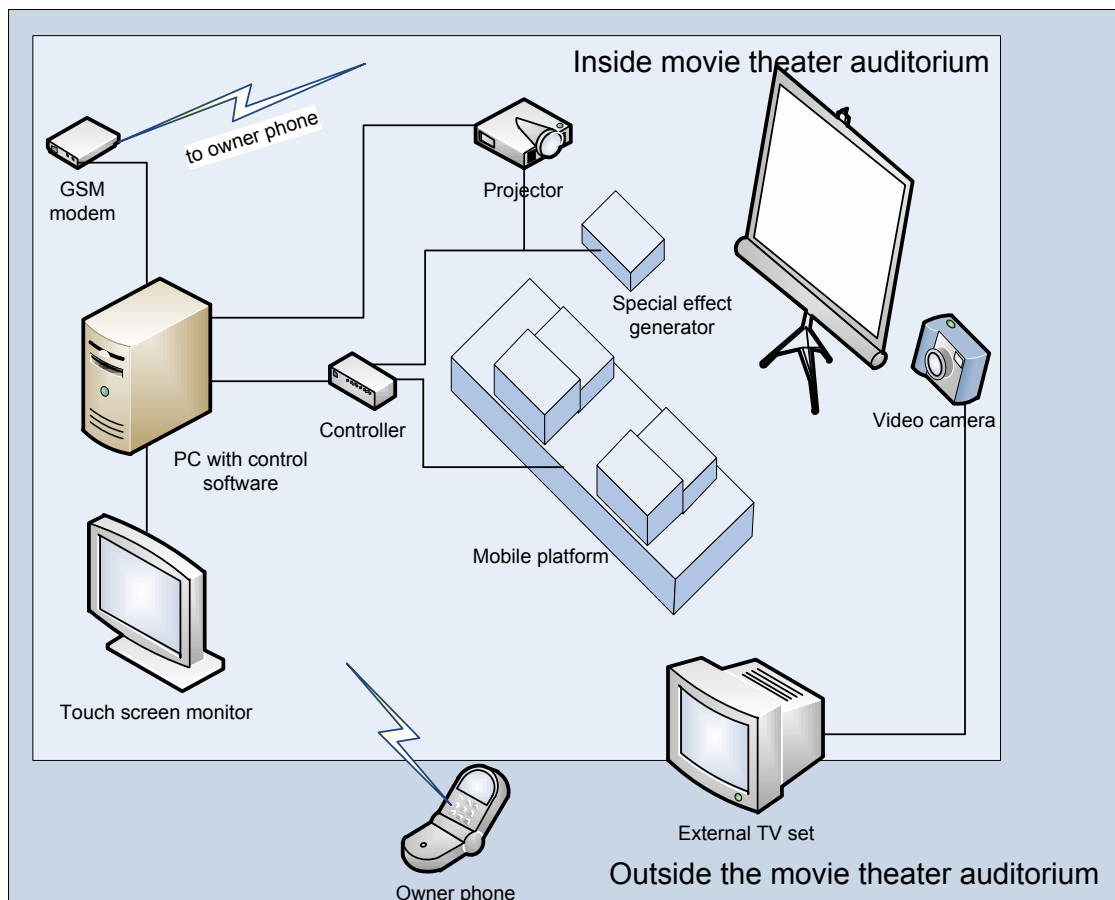 Inside movie theater auditorium
to owner phone
GSM
modem
Projector
Special effect
generator
Controller
Video camera
PC with control
software
Mobile platform
Touch screen monitor
External TV set
Outside the movie theater auditorium
Owner phone